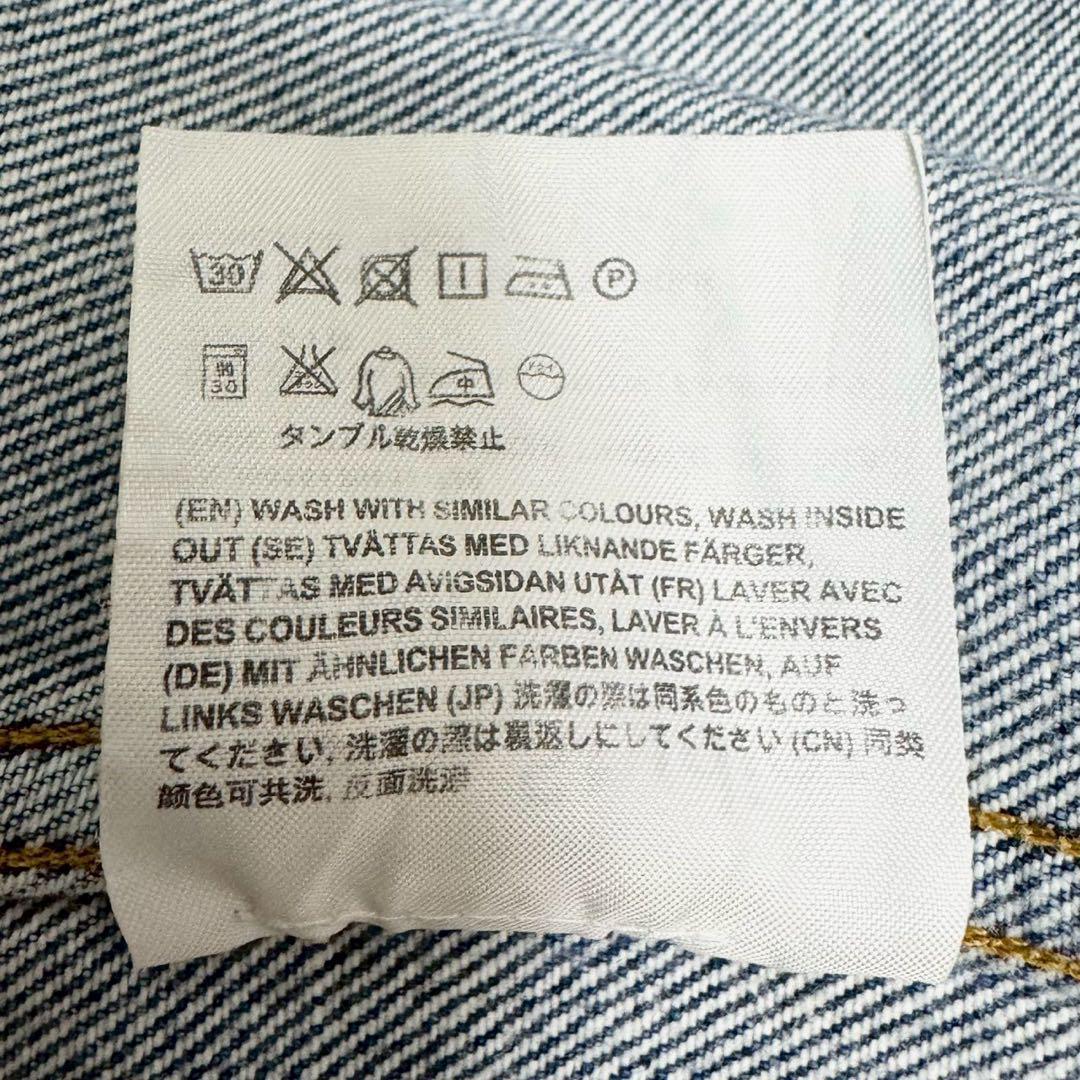 30 P
30 中 ドライ
タンブル乾燥禁止
(EN) WASH WITH SIMILAR COLOURS, WASH INSIDE
OUT (SE) TVÄTTAS MED LIKNANDE FÄRGER,
TVÄTTAS MED AVIGSIDAN UTÅT (FR) LAVER AVEC
DES COULEURS SIMILAIRES, LAVER À L'ENVERS
(DE) MIT ÄHNLICHEN FARBEN WASCHEN, AUF
LINKS WASCHEN (JP) 洗濯の際は同系色のものと洗っ
てください, 洗濯の際は裏返しにしてください (CN) 同类
颜色可共洗, 反面洗涤